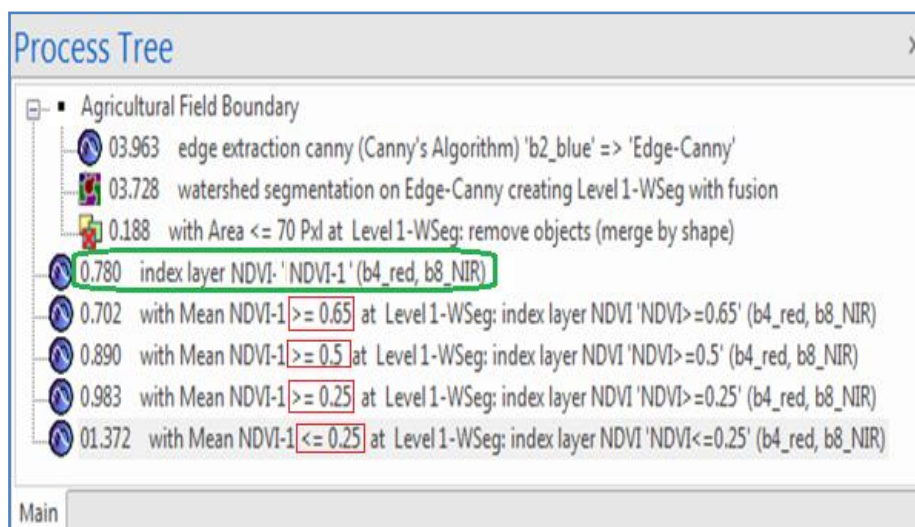 Process Tree
Agricultural Field Boundary
03.963 edge extraction canny (Canny's Algorithm) 'b2_blue' => 'Edge-Canny'
03.728 watershed segmentation on Edge-Canny creating Level 1-WSeg with fusion
0.188 with Area <= 70 Pxl at Level 1-WSeg: remove objects (merge by shape)
0.780 index layer NDVI- 'NDVI-1' (b4_red, b8_NIR)
0.702 with Mean NDVI-1 >= 0.65 at Level 1-WSeg: index layer NDVI 'NDVI>=0.65' (b4_red, b8_NIR)
0.890 with Mean NDVI-1 >= 0.5 at Level 1-WSeg: index layer NDVI 'NDVI>=0.5' (b4_red, b8_NIR)
0.983 with Mean NDVI-1 >= 0.25 at Level 1-WSeg: index layer NDVI 'NDVI>=0.25' (b4_red, b8_NIR)
01.372 with Mean NDVI-1 <= 0.25 at Level 1-WSeg: index layer NDVI 'NDVI<=0.25' (b4_red, b8_NIR)
Main